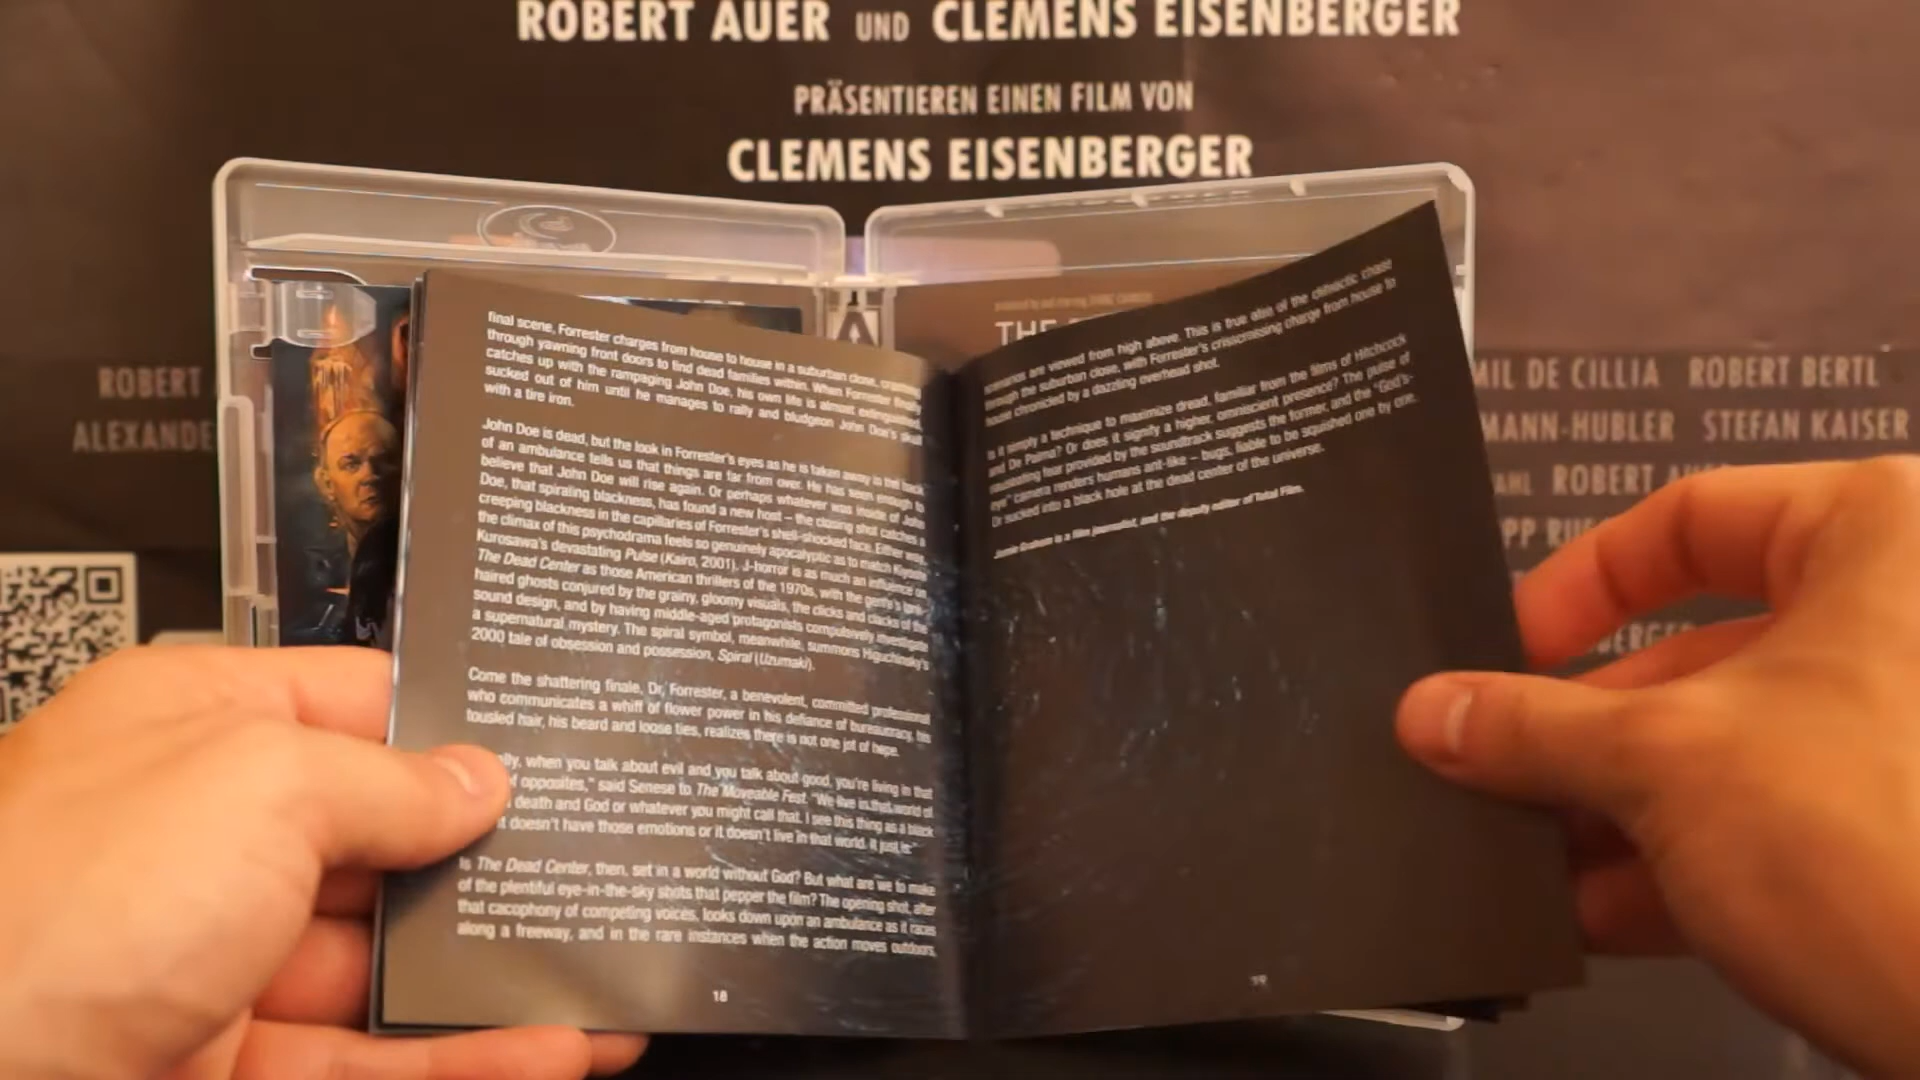 ROBERT AUER UND CLEMENS EISENBERGER
PRÄSENTIEREN EINEN FILM VON
CLEMENS EISENBERGER
ROBERT
ALEXANDE
MIL DE CILLIA ROBERT BERTL
MANN-HUBLER STEFAN KAISER
ROBERT
THE
final scene, Forrester charges from house to house in a suburban close,
through yawning front doors to find dead families within. When Forrester
catches up with the rampaging John Doe, his own life is almost extinguished,
sucked out of him until he manages to rally and bludgeon John Doe's skull
with a tire iron.
John Doe is dead, but the look in Forrester's eyes as he is taken away in the back
of an ambulance tells us that things are far from over. He has seen enough to
believe that John Doe will rise again. Or perhaps whatever was inside of John
Doe, that spiraling blackness, has found a new host – the closing shot catches a
creeping blackness in the capillaries of Forrester's shell-shocked face. Either way,
the climax of this psychodrama feels so genuinely apocalyptic as to match Kiyoshi
Kurosawa's devastating Pulse (Kairo, 2001). J-horror is as much an influence on
The Dead Center as those American thrillers of the 1970s, with the genre's long-
haired ghosts conjured by the grainy, gloomy visuals, the clicks and clacks of the
sound design, and by having middle-aged protagonists compulsively investigate
a supernatural mystery. The spiral symbol, meanwhile, summons Higuchinsky's
2000 tale of obsession and possession, Spiral (Uzumaki).
Come the shattering finale, Dr. Forrester, a benevolent, committed professional
who communicates a whiff of flower power in his defiance of bureaucracy, his
tousled hair, his beard and loose ties, realizes there is not one jot of hope.
when you talk about evil and you talk about good, you're living in that
of opposites," said Senese to The Moveable Fest. "We live in that world of
death and God or whatever you might call that. I see this thing as a black
it doesn't have those emotions or it doesn't live in that world. It just is."
Is The Dead Center, then, set in a world without God? But what are we to make
of the plentiful eye-in-the-sky shots that pepper the film? The opening shot, after
that cacophony of competing voices, looks down upon an ambulance as it races
along a freeway, and in the rare instances when the action moves outdoors,
18
scenarios are viewed from high above. This is true also of the climactic chase
through the suburban close, with Forrester's crisscrossing charge from house to
house chronicled by a dazzling overhead shot.
Is it simply a technique to maximize dread, familiar from the films of Hitchcock
and De Palma? Or does it signify a higher, omniscient presence? The pulse of
fear provided by the soundtrack suggests the former, and the "God's-
eye" camera renders humans ant-like – bugs, liable to be squished one by one.
Or sucked into a black hole at the dead center of the universe.
Jamie Graham is a film journalist, and the deputy editor of Total Film.
19